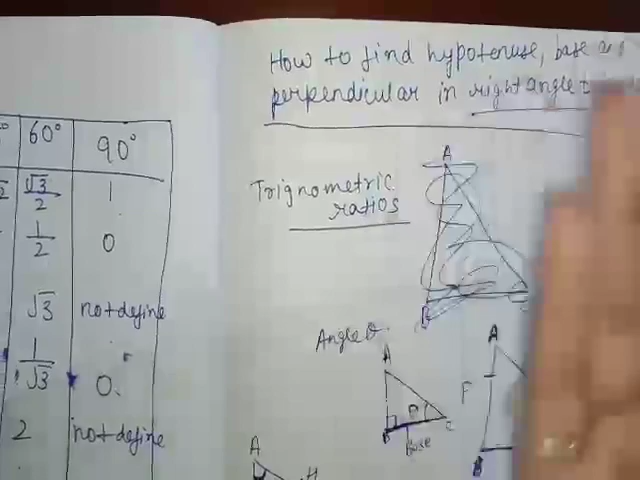 60° 90°
√3/2 1
1/2 0
√3 not define
1/√3 0.
2 not define
How to find hypotenuse, base
perpendicular in right angle
Trignometric
ratios
A
Angle θ.
A
θ
B
C
Base
A
F
B
A
H